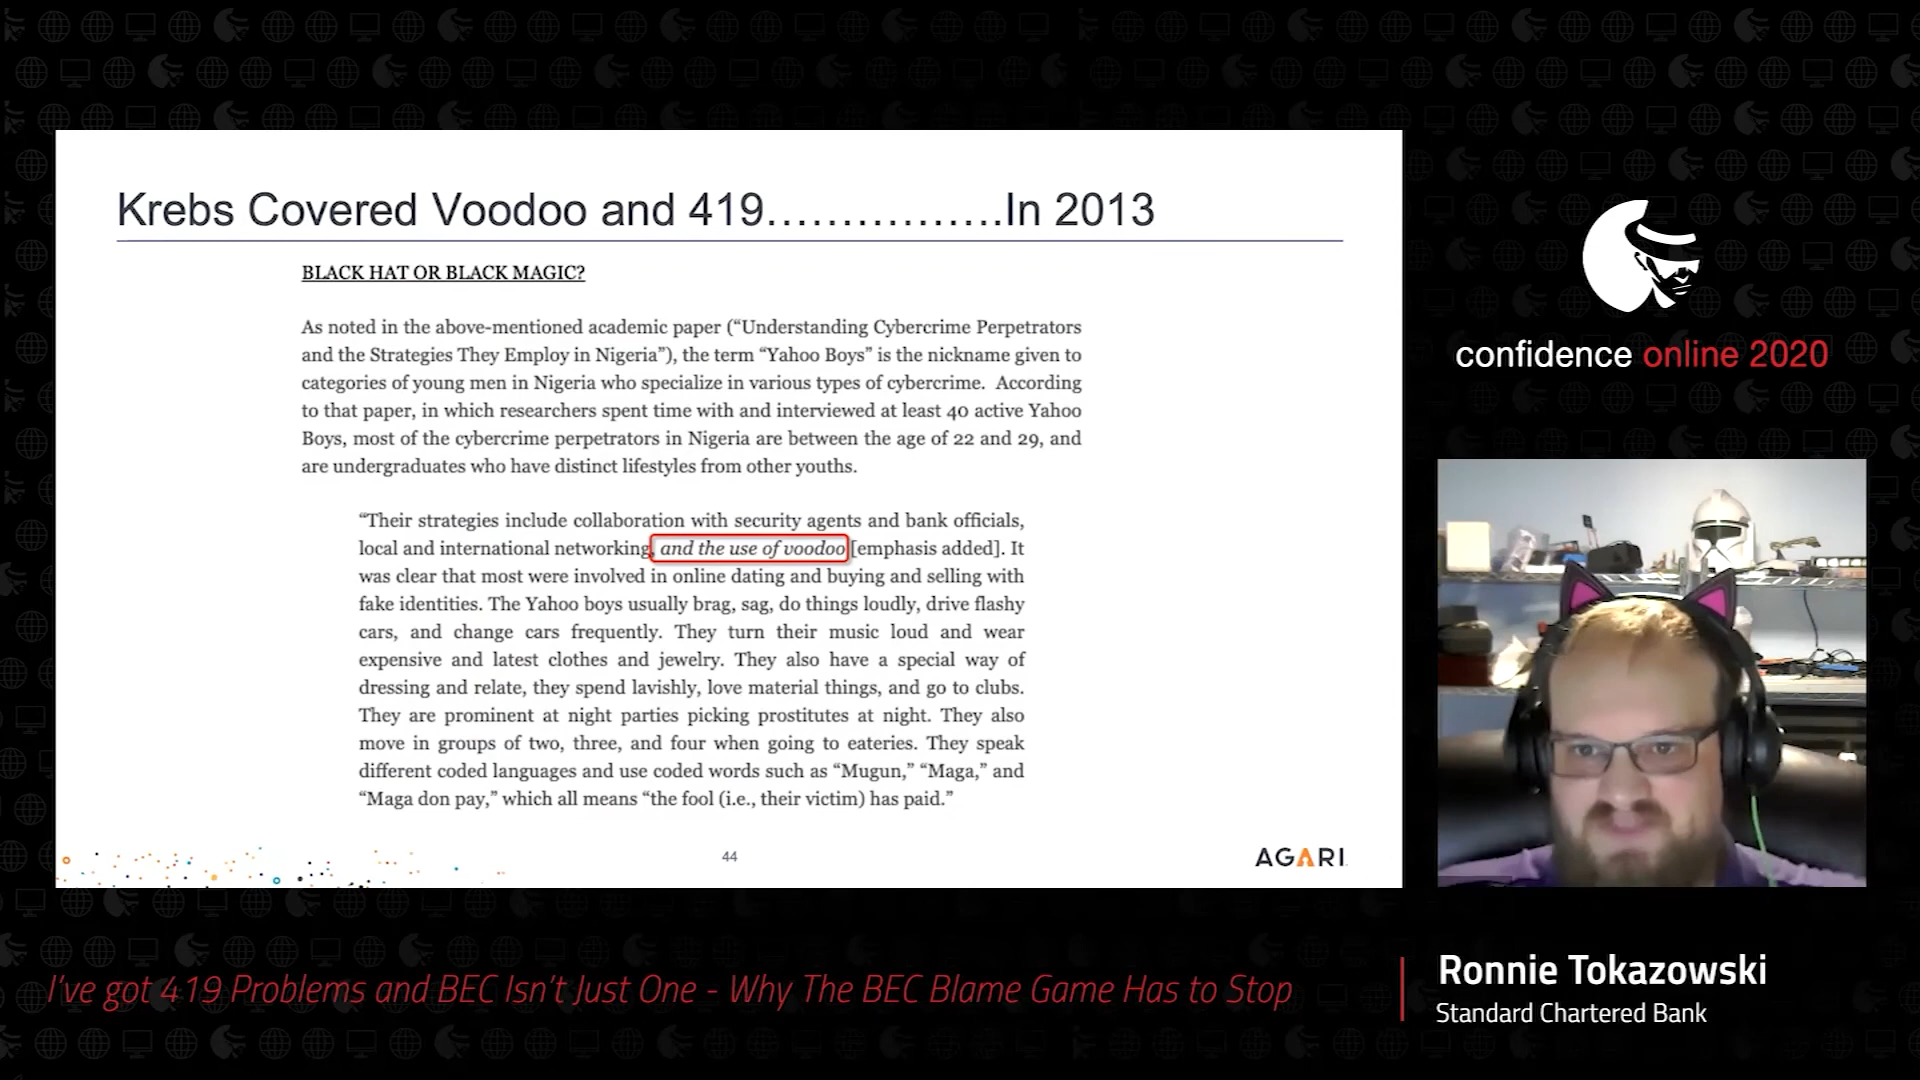 Krebs Covered Voodoo and 419................In 2013
BLACK HAT OR BLACK MAGIC?
As noted in the above-mentioned academic paper (“Understanding Cybercrime Perpetrators
and the Strategies They Employ in Nigeria”), the term “Yahoo Boys” is the nickname given to
categories of young men in Nigeria who specialize in various types of cybercrime. According
to that paper, in which researchers spent time with and interviewed at least 40 active Yahoo
Boys, most of the cybercrime perpetrators in Nigeria are between the age of 22 and 29, and
are undergraduates who have distinct lifestyles from other youths.
“Their strategies include collaboration with security agents and bank officials,
local and international networking, and the use of voodoo [emphasis added]. It
was clear that most were involved in online dating and buying and selling with
fake identities. The Yahoo boys usually brag, sag, do things loudly, drive flashy
cars, and change cars frequently. They turn their music loud and wear
expensive and latest clothes and jewelry. They also have a special way of
dressing and relate, they spend lavishly, love material things, and go to clubs.
They are prominent at night parties picking prostitutes at night. They also
move in groups of two, three, and four when going to eateries. They speak
different coded languages and use coded words such as “Mugun,” “Maga,” and
“Maga don pay,” which all means “the fool (i.e., their victim) has paid.”
44
AGARI
confidence online 2020
I've got 419 Problems and BEC Isn't Just One - Why The BEC Blame Game Has to Stop
Ronnie Tokazowski
Standard Chartered Bank